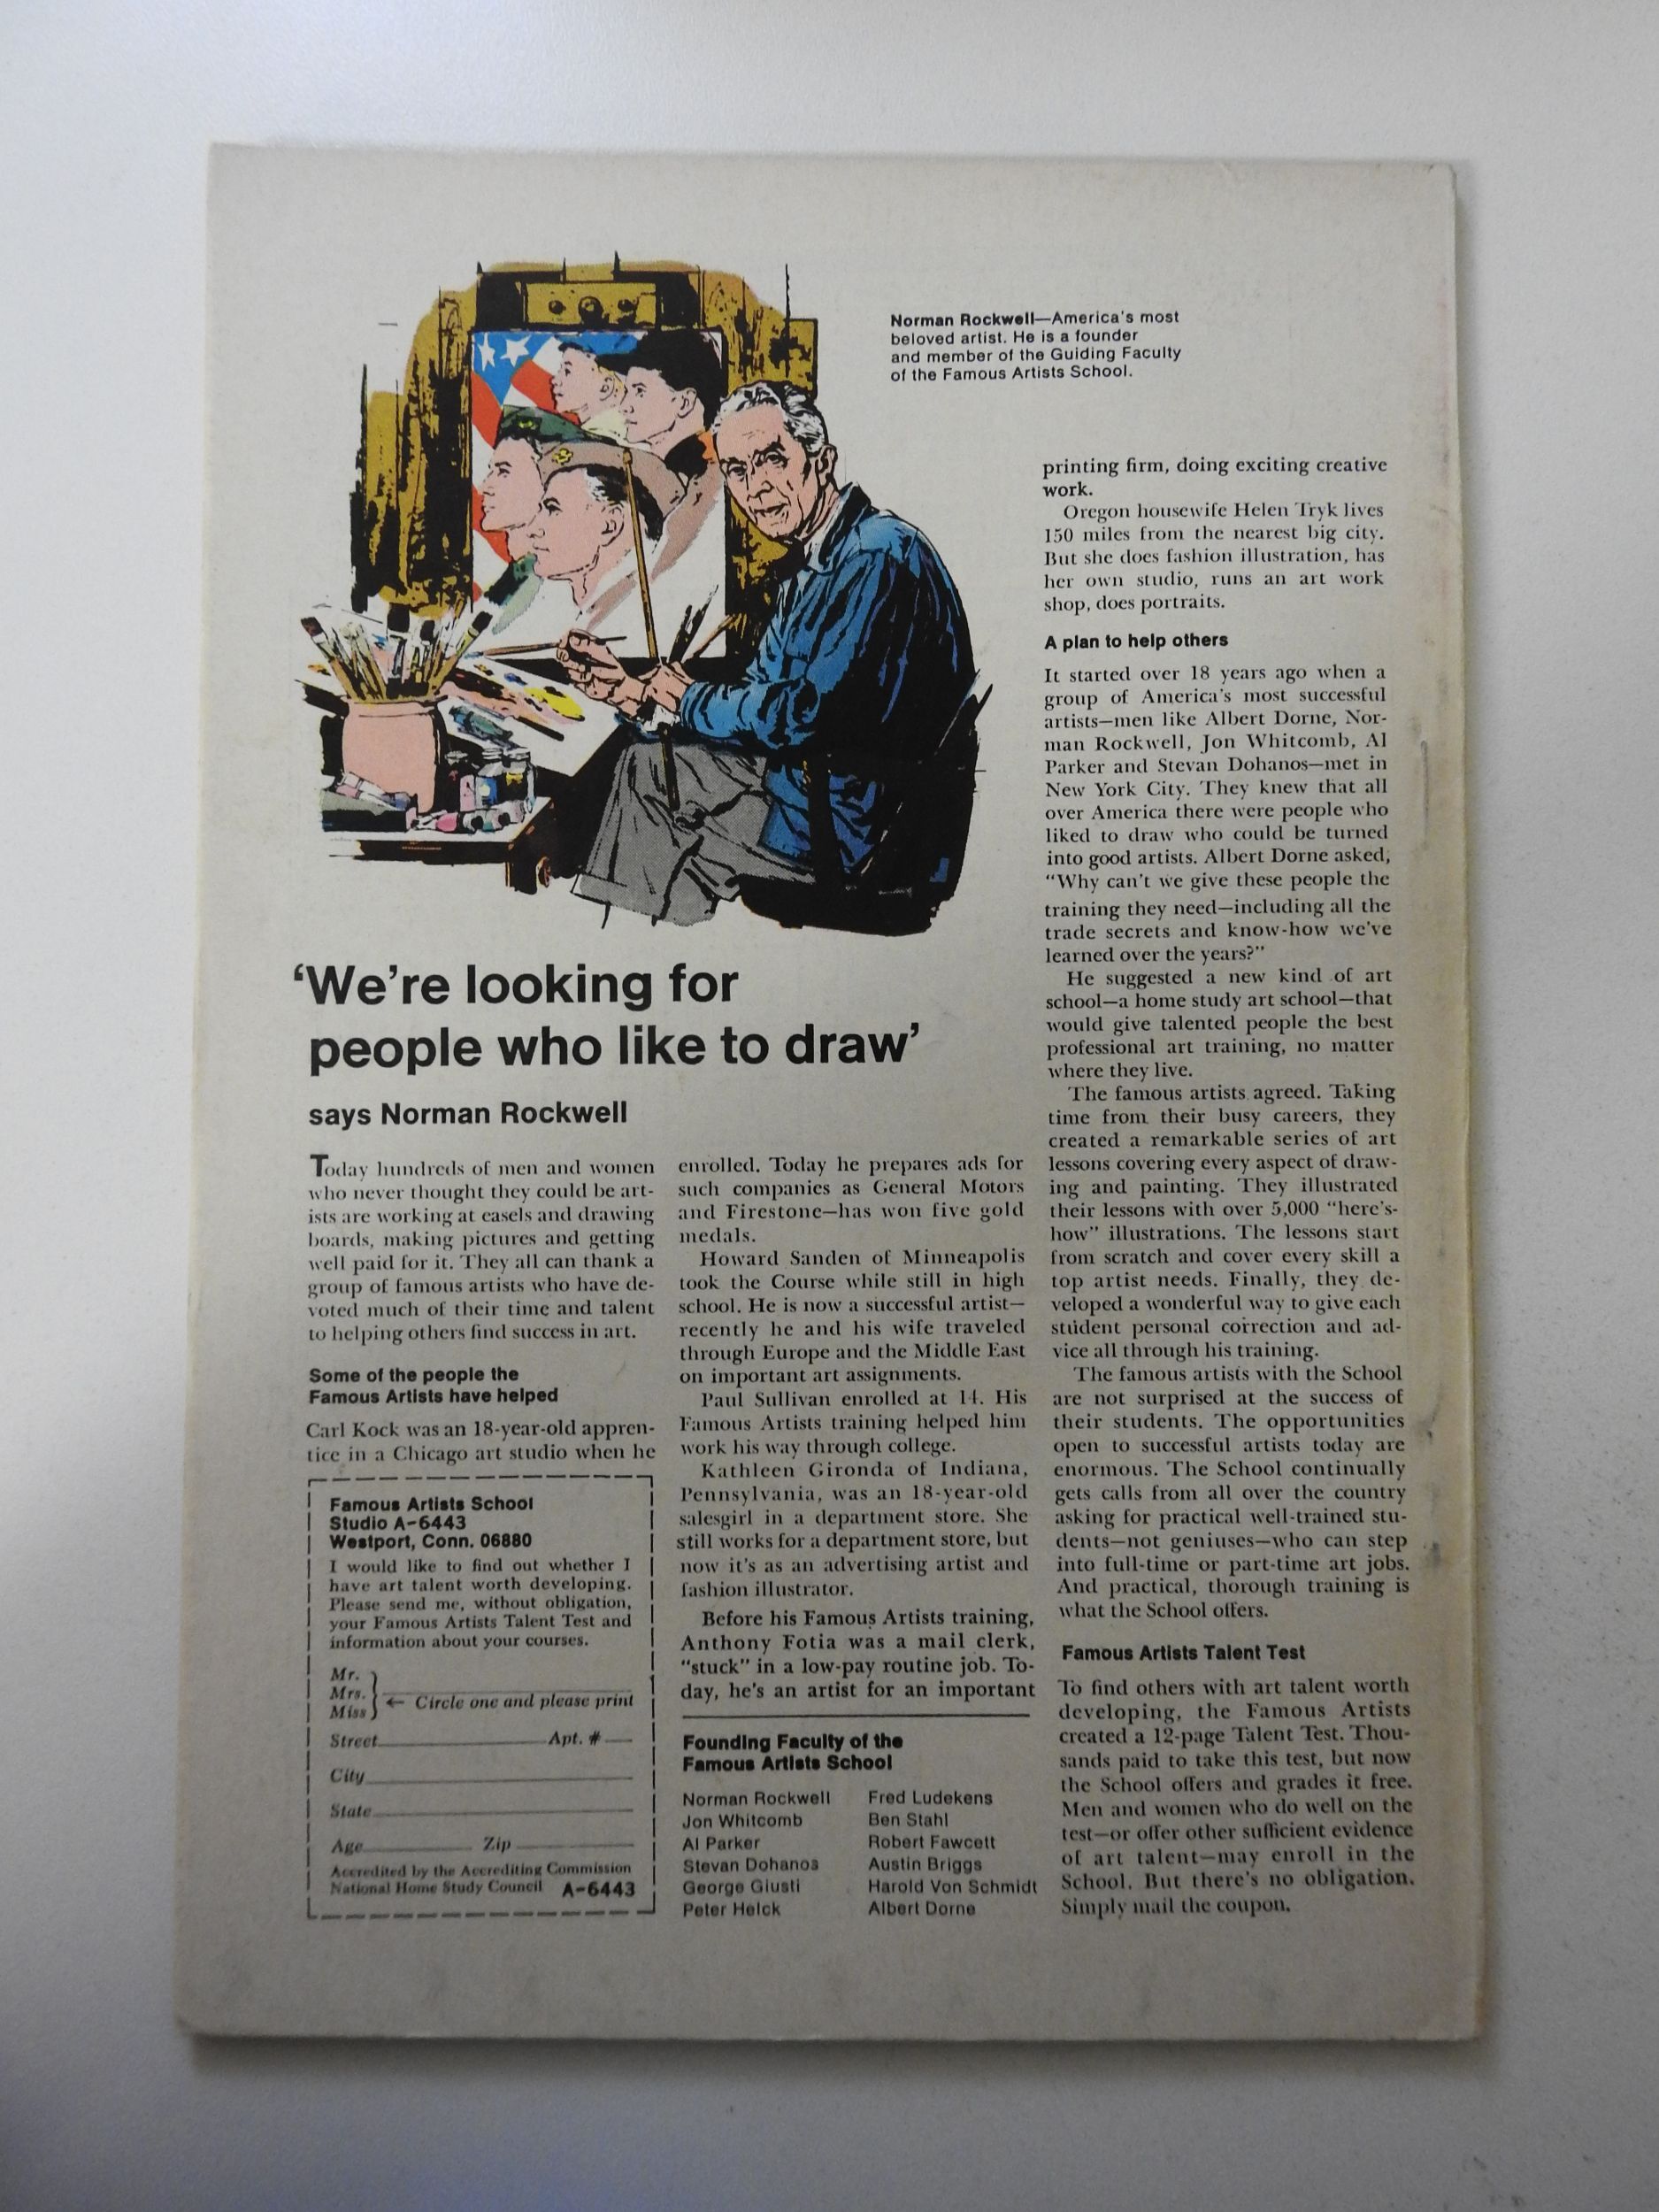 Norman Rockwell—America's most
beloved artist. He is a founder
and member of the Guiding Faculty
of the Famous Artists School.
'We're looking for
people who like to draw'
says Norman Rockwell
Today hundreds of men and women
who never thought they could be art-
ists are working at easels and drawing
boards, making pictures and getting
well paid for it. They all can thank a
group of famous artists who have de-
voted much of their time and talent
to helping others find success in art.
Some of the people the
Famous Artists have helped
Carl Kock was an 18-year-old appren-
tice in a Chicago art studio when he
enrolled. Today he prepares ads for
such companies as General Motors
and Firestone—has won five gold
medals.
Howard Sanden of Minneapolis
took the Course while still in high
school. He is now a successful artist—
recently he and his wife traveled
through Europe and the Middle East
on important art assignments.
Paul Sullivan enrolled at 14. His
Famous Artists training helped him
work his way through college.
Kathleen Gironda of Indiana,
Pennsylvania, was an 18-year-old
salesgirl in a department store. She
still works for a department store, but
now it's as an advertising artist and
fashion illustrator.
Before his Famous Artists training,
Anthony Fotia was a mail clerk,
"stuck" in a low-pay routine job. To-
day, he's an artist for an important
printing firm, doing exciting creative
work.
Oregon housewife Helen Tryk lives
150 miles from the nearest big city.
But she does fashion illustration, has
her own studio, runs an art work
shop, does portraits.
A plan to help others
It started over 18 years ago when a
group of America's most successful
artists—men like Albert Dorne, Nor-
man Rockwell, Jon Whitcomb, Al
Parker and Stevan Dohanos—met in
New York City. They knew that all
over America there were people who
liked to draw who could be turned
into good artists. Albert Dorne asked,
"Why can't we give these people the
training they need—including all the
trade secrets and know-how we've
learned over the years?"
He suggested a new kind of art
school—a home study art school—that
would give talented people the best
professional art training, no matter
where they live.
The famous artists agreed. Taking
time from their busy careers, they
created a remarkable series of art
lessons covering every aspect of draw-
ing and painting. They illustrated
their lessons with over 5,000 "here's-
how" illustrations. The lessons start
from scratch and cover every skill a
top artist needs. Finally, they de-
veloped a wonderful way to give each
student personal correction and ad-
vice all through his training.
The famous artists with the School
are not surprised at the success of
their students. The opportunities
open to successful artists today are
enormous. The School continually
gets calls from all over the country
asking for practical well-trained stu-
dents—not geniuses—who can step
into full-time or part-time art jobs.
And practical, thorough training is
what the School offers.
Famous Artists Talent Test
To find others with art talent worth
developing, the Famous Artists
created a 12-page Talent Test. Thou-
sands paid to take this test, but now
the School offers and grades it free.
Men and women who do well on the
test—or offer other sufficient evidence
of art talent—may enroll in the
School. But there's no obligation.
Simply mail the coupon.
Famous Artists School
Studio A-6443
Westport, Conn. 06880
I would like to find out whether I
have art talent worth developing.
Please send me, without obligation,
your Famous Artists Talent Test and
information about your courses.
Mr.
Mrs.
Miss
← Circle one and please print
Street Apt. #
City
State
Age Zip
Accredited by the Accrediting Commission
National Home Study Council A-6443
Founding Faculty of the
Famous Artists School
Norman Rockwell
Jon Whitcomb
Al Parker
Stevan Dohanos
George Giusti
Peter Helck
Fred Ludekens
Ben Stahl
Robert Fawcett
Austin Briggs
Harold Von Schmidt
Albert Dorne